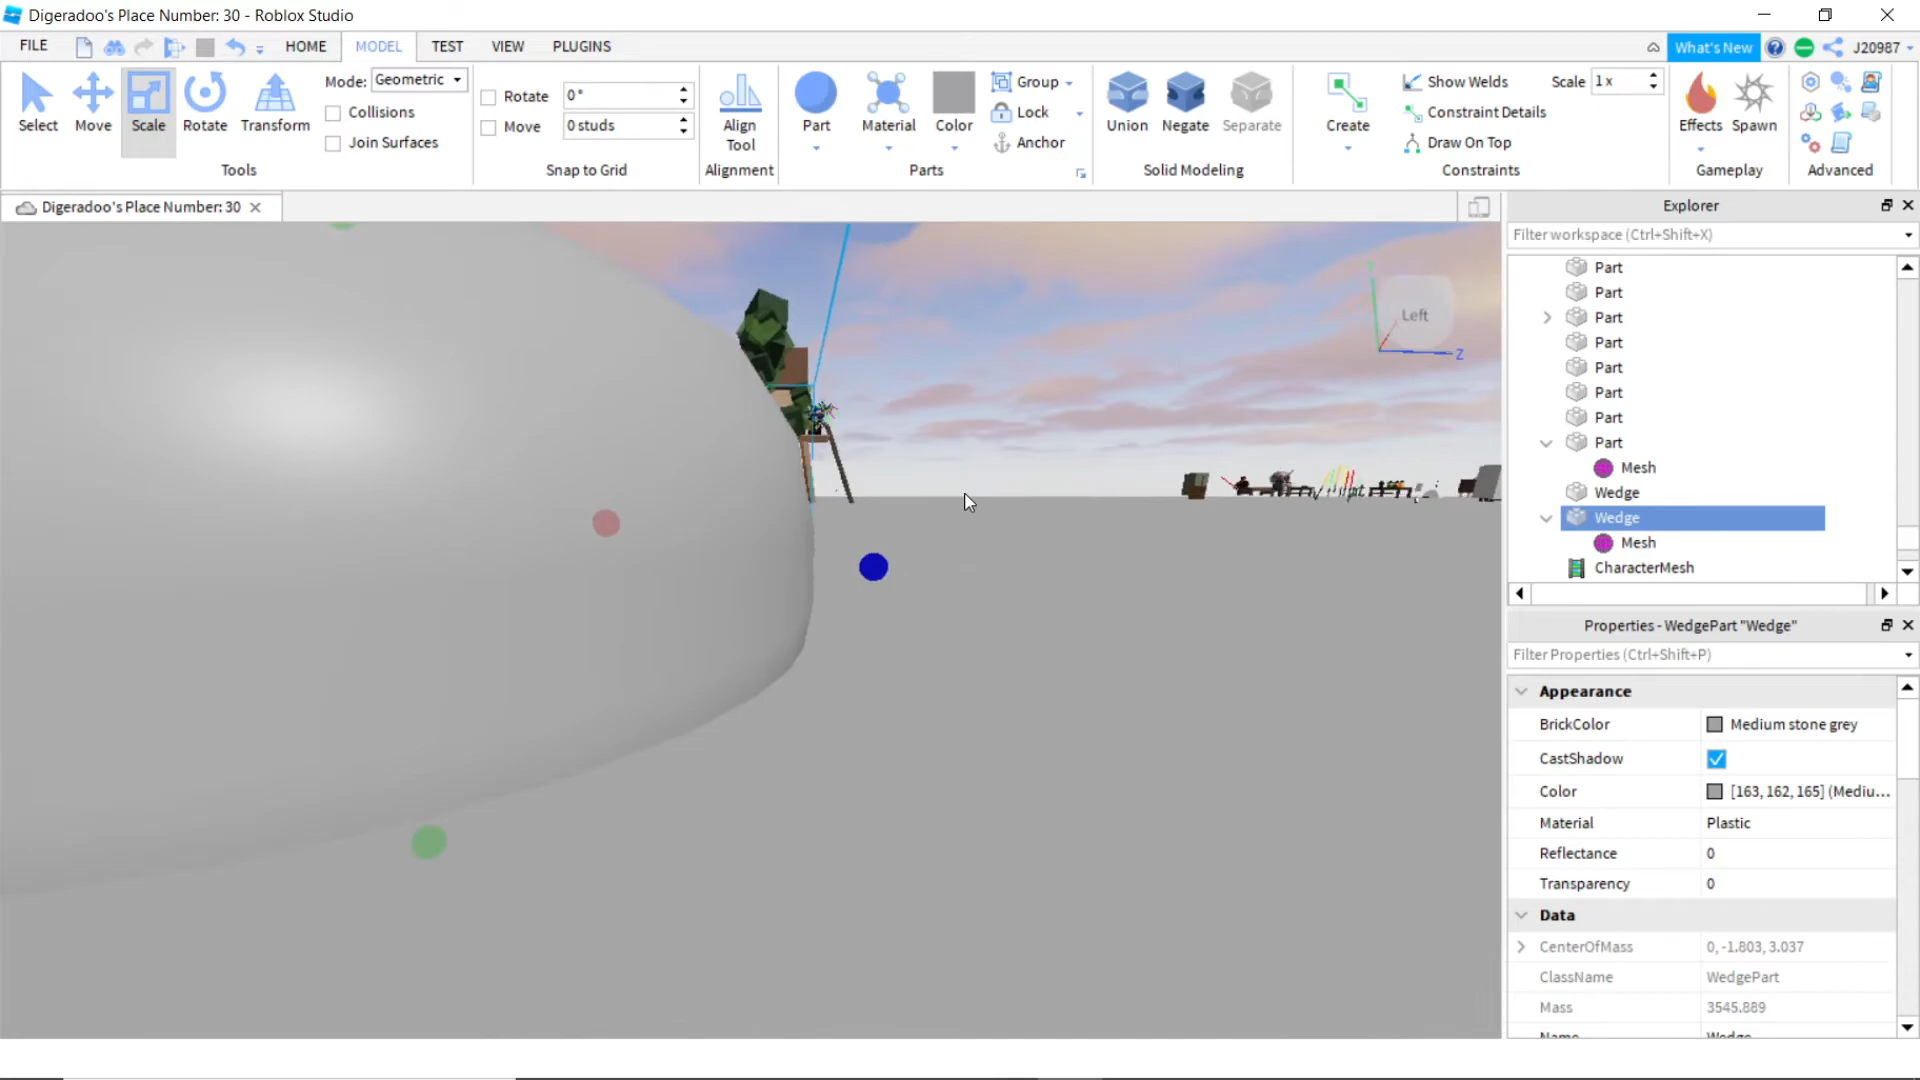 Digeradoo's Place Number: 30 - Roblox Studio
FILE HOME MODEL TEST VIEW PLUGINS What's New J20987
Select Move Scale Rotate Transform
Mode: Geometric
Collisions
Join Surfaces
Tools
Rotate 0°
Move 0 studs
Snap to Grid
Align Tool
Alignment
Part Material Color
Group
Lock
Anchor
Parts
Union Negate Separate
Solid Modeling
Create
Show Welds
Constraint Details
Draw On Top
Scale 1x
Constraints
Effects Spawn
Gameplay
Advanced
Digeradoo's Place Number: 30
Left
Y
Z
Explorer
Filter workspace (Ctrl+Shift+X)
Part
Part
Part
Part
Part
Part
Part
Part
Mesh
Wedge
Wedge
Mesh
CharacterMesh
Properties - WedgePart "Wedge"
Filter Properties (Ctrl+Shift+P)
Appearance
BrickColor Medium stone grey
CastShadow
Color [163, 162, 165] (Mediu...
Material Plastic
Reflectance 0
Transparency 0
Data
CenterOfMass 0, -1.803, 3.037
ClassName WedgePart
Mass 3545.889
Name Wedge